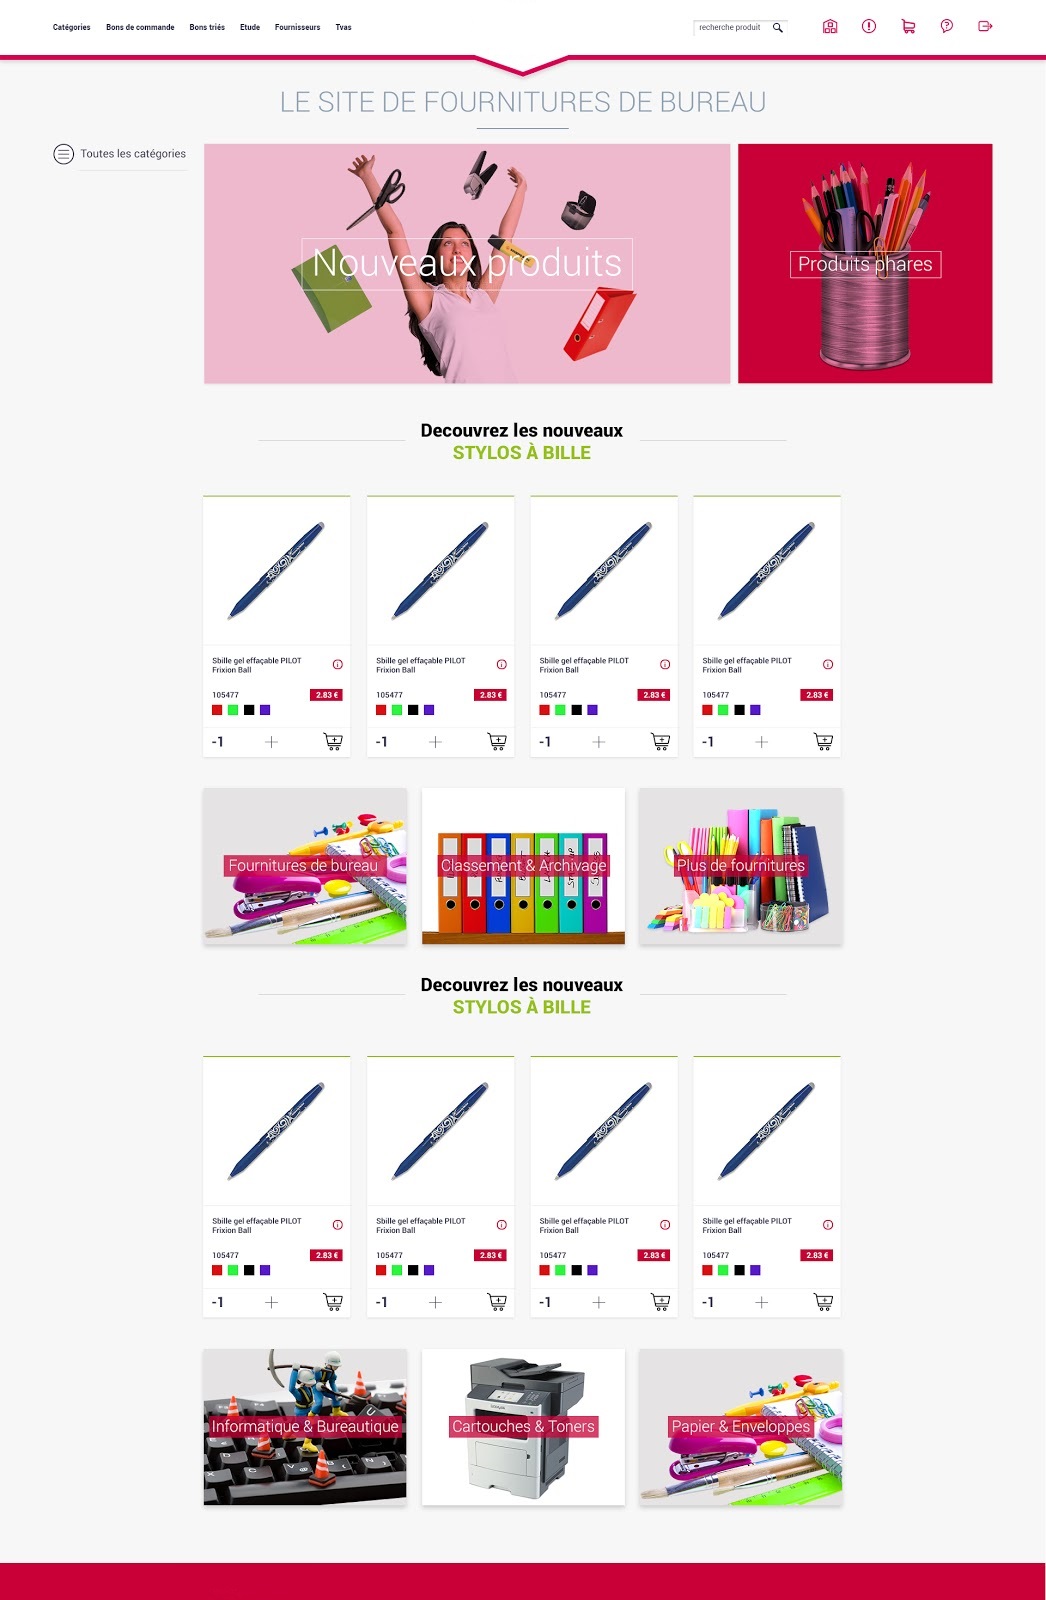 Catégories Bons de commande Bons triés Etude Fournisseurs Tvas recherche produit
LE SITE DE FOURNITURES DE BUREAU
Toutes les catégories
Nouveaux produits
Produits phares
Decouvrez les nouveaux
STYLOS À BILLE
Sbille gel effaçable PILOT
Frixion Ball
105477 2.83 €
-1
Sbille gel effaçable PILOT
Frixion Ball
105477 2.83 €
-1
Sbille gel effaçable PILOT
Frixion Ball
105477 2.83 €
-1
Sbille gel effaçable PILOT
Frixion Ball
105477 2.83 €
-1
Fournitures de bureau
Classement & Archivage
Plus de fournitures
Decouvrez les nouveaux
STYLOS À BILLE
Sbille gel effaçable PILOT
Frixion Ball
105477 2.83 €
-1
Sbille gel effaçable PILOT
Frixion Ball
105477 2.83 €
-1
Sbille gel effaçable PILOT
Frixion Ball
105477 2.83 €
-1
Sbille gel effaçable PILOT
Frixion Ball
105477 2.83 €
-1
Informatique & Bureautique
Cartouches & Toners
Papier & Enveloppes